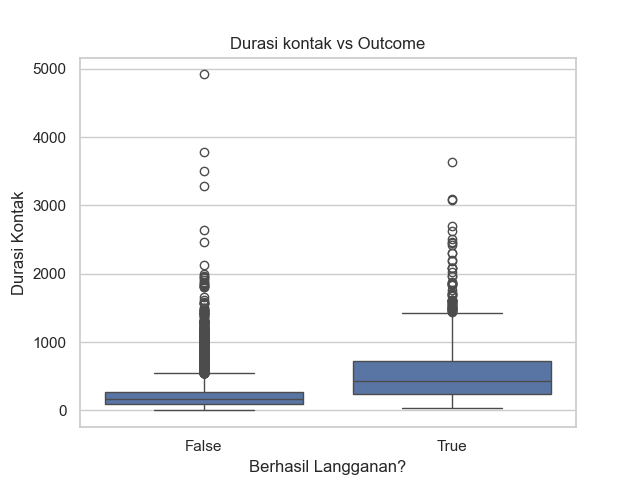 Durasi kontak vs Outcome
5000
4000
3000
2000
1000
0
Durasi Kontak
False
True
Berhasil Langganan?